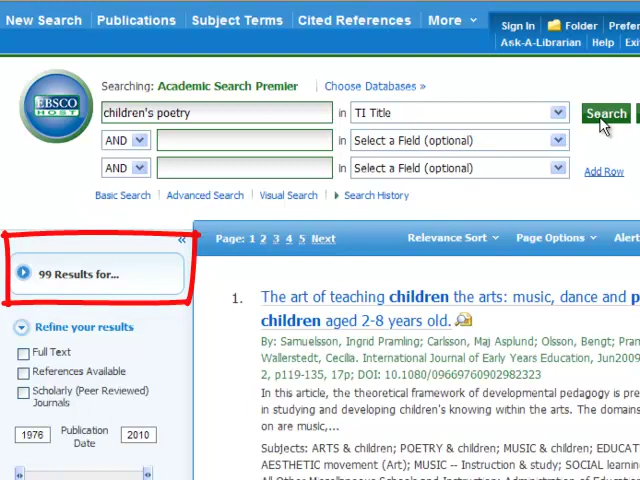 New Search Publications Subject Terms Cited References More Sign In Folder
Ask-A-Librarian Help
Searching: Academic Search Premier Choose Databases »
EBSCO
HOST
children's poetry in TI Title Search
AND in Select a Field (optional)
AND in Select a Field (optional)
Add Row
Basic Search Advanced Search Visual Search Search History
«
Page: 1 2 3 4 5 Next Relevance Sort Page Options Alert
99 Results for...
1. The art of teaching children the arts: music, dance and
children aged 2-8 years old.
Refine your results
Full Text
References Available
Scholarly (Peer Reviewed)
Journals
1976 Publication
Date 2010
By: Samuelsson, Ingrid Pramling; Carlsson, Maj Asplund; Olsson, Bengt;
Wallerstedt, Cecilia. International Journal of Early Years Education, Jun2009
2, p119-135, 17p; DOI: 10.1080/09669760902982323
In this article, the theoretical framework of developmental pedagogy is
in studying and developing children's knowing within the arts. The domains
on are music,...
Subjects: ARTS & children; POETRY & children; MUSIC & children;
AESTHETIC movement (Art); MUSIC -- Instruction & study; SOCIAL